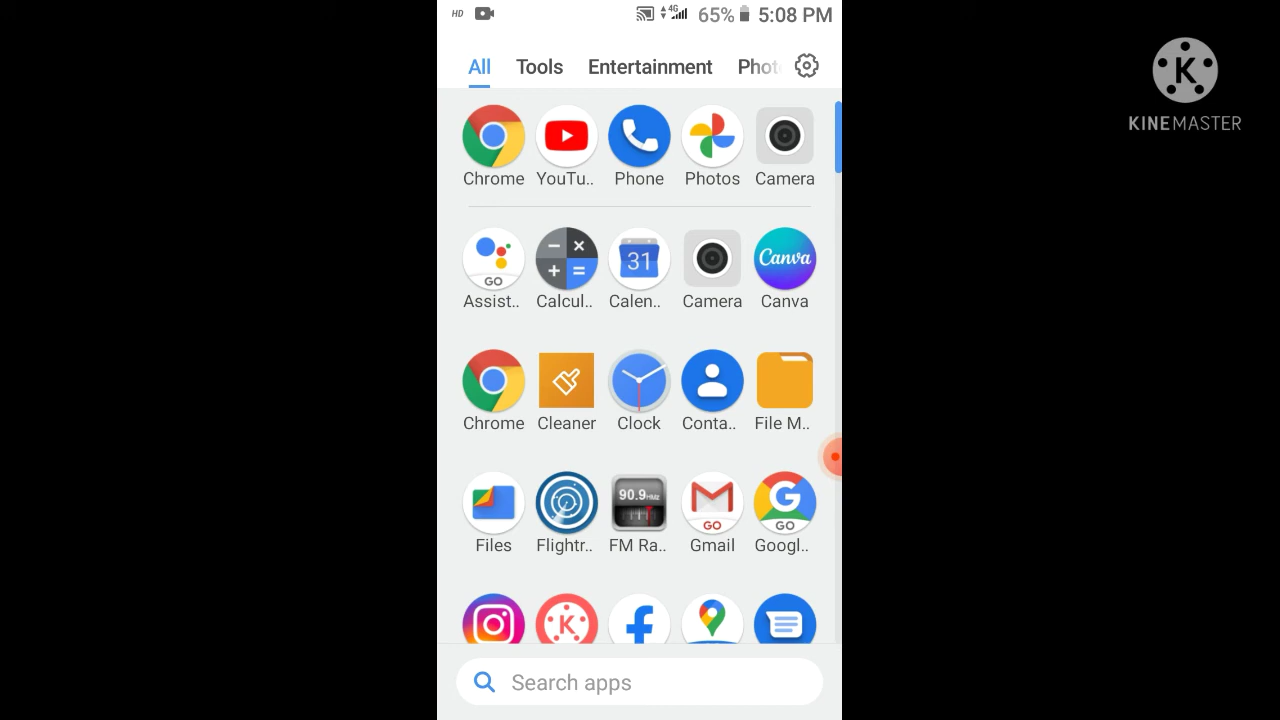 HD 4G 65% 5:08 PM
All Tools Entertainment Phot
K
KINEMASTER
Chrome YouTu.. Phone Photos Camera
GO 31 Canva
Assist.. Calcul.. Calen.. Camera Canva
Chrome Cleaner Clock Conta.. File M..
90.9 GO G GO
Files Flightr.. FM Ra.. Gmail Googl..
K
Search apps